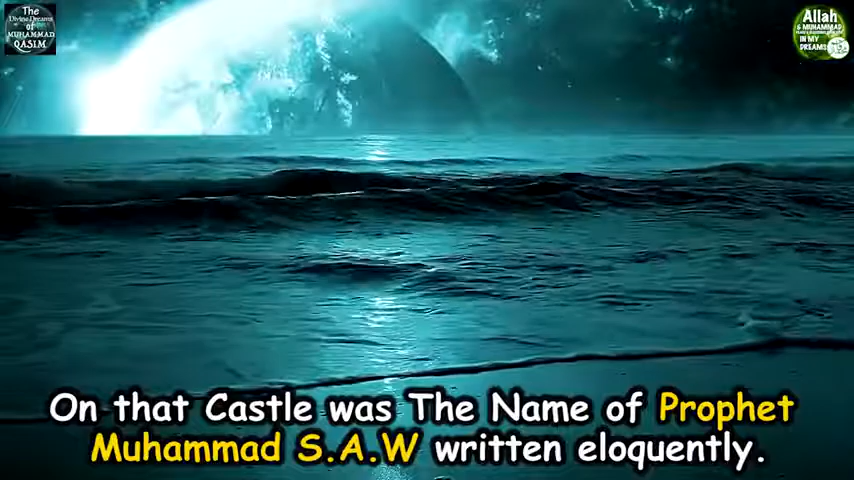 The
Divine Dreams
of
MUHAMMAD
QASIM
Allah
& MUHAMMAD
IN MY
DREAMS
On that Castle was The Name of Prophet
Muhammad S.A.W written eloquently.